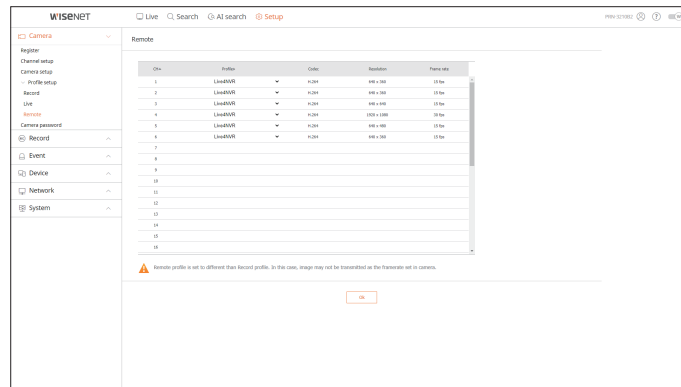 WISENET
Live Search AI search Setup
Camera
Remote
Register
Channel setup
Camera setup
Profile setup
Record
Live
Remote
Camera password
Record
Event
Device
Network
System
CH Profiles Codec Resolution Frame rate
1 Live4NVR H.264 640 x 360 15 fps
2 Live4NVR H.264 640 x 360 15 fps
3 Live4NVR H.264 640 x 640 15 fps
4 Live4NVR H.264 1920 x 1080 30 fps
5 Live4NVR H.264 640 x 480 15 fps
6 Live4NVR H.264 640 x 360 15 fps
7
8
9
10
11
12
13
14
15
16
Remote profile is set to different than Record profile. In this case, image may not be transmitted as the framerate set in camera.
OK